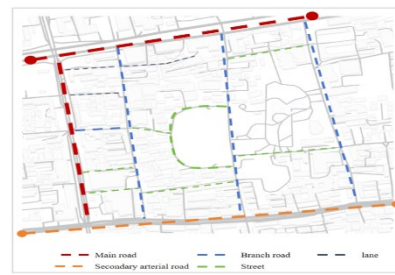 Main road
Branch road
lane
Secondary arterial road
Street